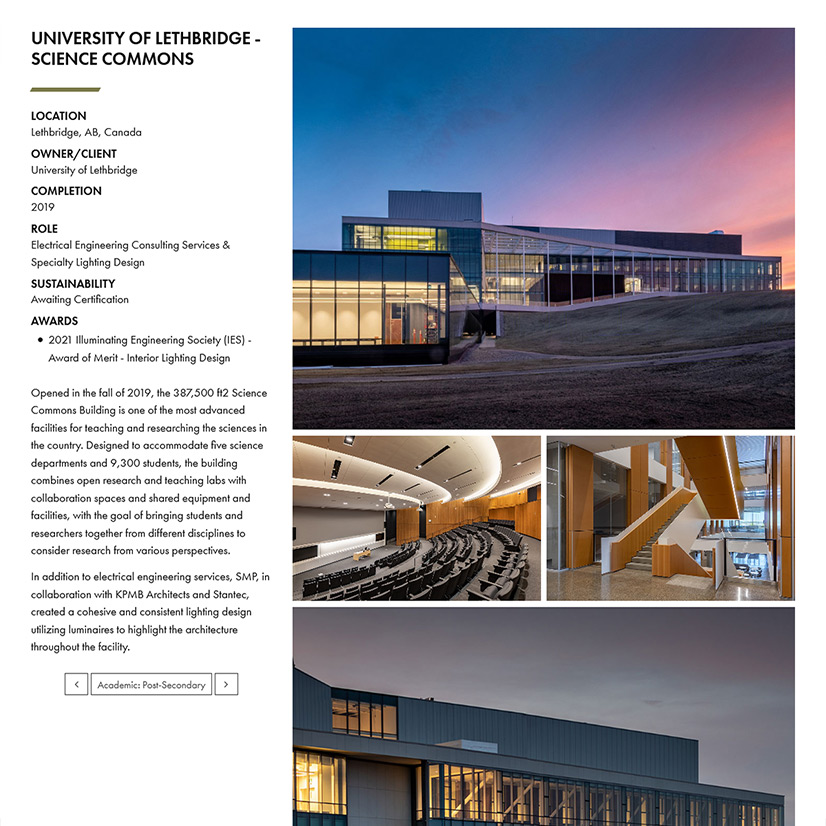 UNIVERSITY OF LETHBRIDGE -
SCIENCE COMMONS
LOCATION
Lethbridge, AB, Canada
OWNER/CLIENT
University of Lethbridge
COMPLETION
2019
ROLE
Electrical Engineering Consulting Services &
Specialty Lighting Design
SUSTAINABILITY
Awaiting Certification
AWARDS
• 2021 Illuminating Engineering Society (IES) -
Award of Merit - Interior Lighting Design
Opened in the fall of 2019, the 387,500 ft2 Science
Commons Building is one of the most advanced
facilities for teaching and researching the sciences in
the country. Designed to accommodate five science
departments and 9,300 students, the building
combines open research and teaching labs with
collaboration spaces and shared equipment and
facilities, with the goal of bringing students and
researchers together from different disciplines to
consider research from various perspectives.
In addition to electrical engineering services, SMP, in
collaboration with KPMB Architects and Stantec,
created a cohesive and consistent lighting design
utilizing luminaires to highlight the architecture
throughout the facility.
< Academic: Post-Secondary >